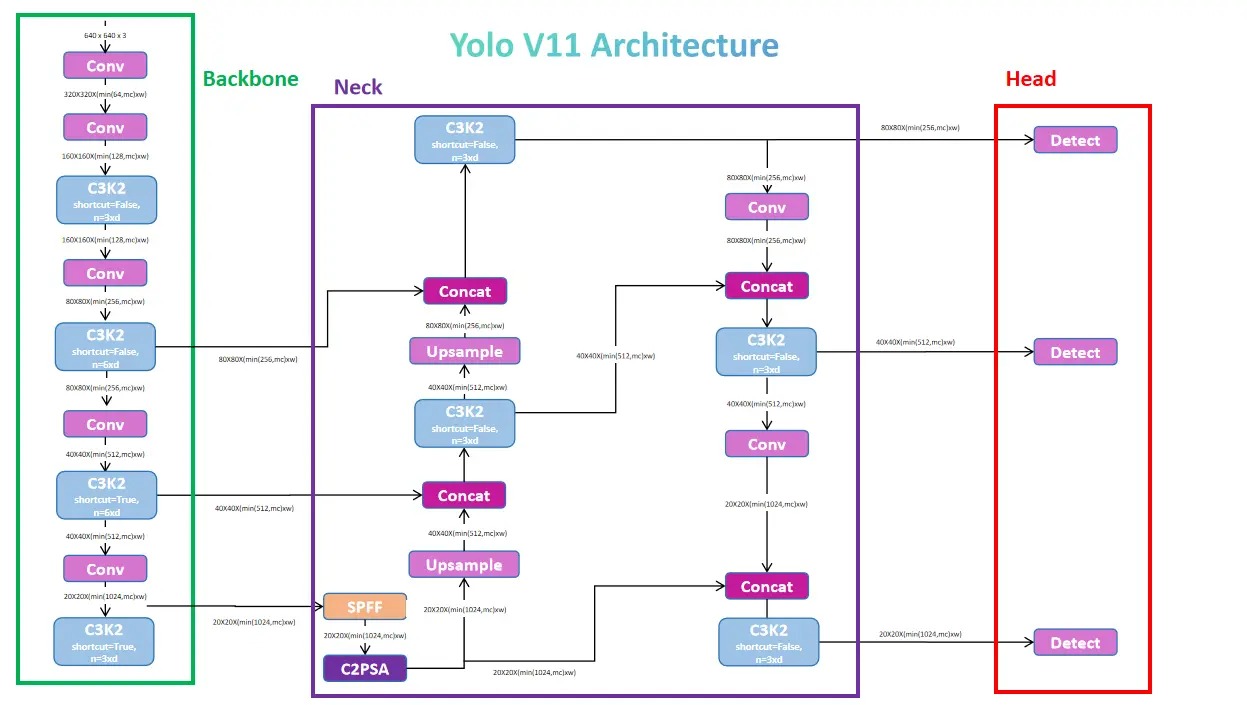 Yolo V11 Architecture
Backbone
640 x 640 x 3
Conv
320X320X(min(64,mc)xw)
Conv
160X160X(min(128,mc)xw)
C3K2
shortcut=False,
n=3xd
160X160X(min(128,mc)xw)
Conv
80X80X(min(256,mc)xw)
C3K2
shortcut=False,
n=6xd
80X80X(min(256,mc)xw)
80X80X(min(256,mc)xw)
Conv
40X40X(min(512,mc)xw)
C3K2
shortcut=True,
n=6xd
40X40X(min(512,mc)xw)
40X40X(min(512,mc)xw)
Conv
20X20X(min(1024,mc)xw)
20X20X(min(1024,mc)xw)
C3K2
shortcut=True,
n=3xd
Neck
C3K2
shortcut=False,
n=3xd
Concat
80X80X(min(256,mc)xw)
Upsample
40X40X(min(512,mc)xw)
C3K2
shortcut=False,
n=3xd
Concat
40X40X(min(512,mc)xw)
Upsample
20X20X(min(1024,mc)xw)
SPFF
20X20X(min(1024,mc)xw)
C2PSA
20X20X(min(1024,mc)xw)
40X40X(min(512,mc)xw)
80X80X(min(256,mc)xw)
Conv
80X80X(min(256,mc)xw)
Concat
C3K2
shortcut=False,
n=3xd
40X40X(min(512,mc)xw)
Conv
20X20X(min(1024,mc)xw)
Concat
C3K2
shortcut=False,
n=3xd
Head
80X80X(min(256,mc)xw)
Detect
40X40X(min(512,mc)xw)
Detect
20X20X(min(1024,mc)xw)
Detect